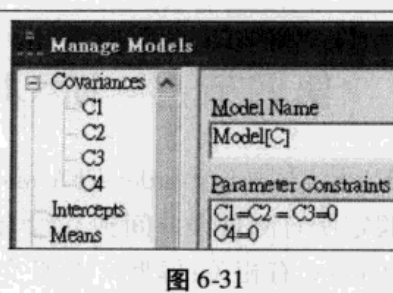 Manage Models
Covariances
C1
C2
C3
C4
Intercepts
Means
Model Name
Model[C]
Parameter Constraints
C1=C2 = C3=0
C4=0
图 6-31